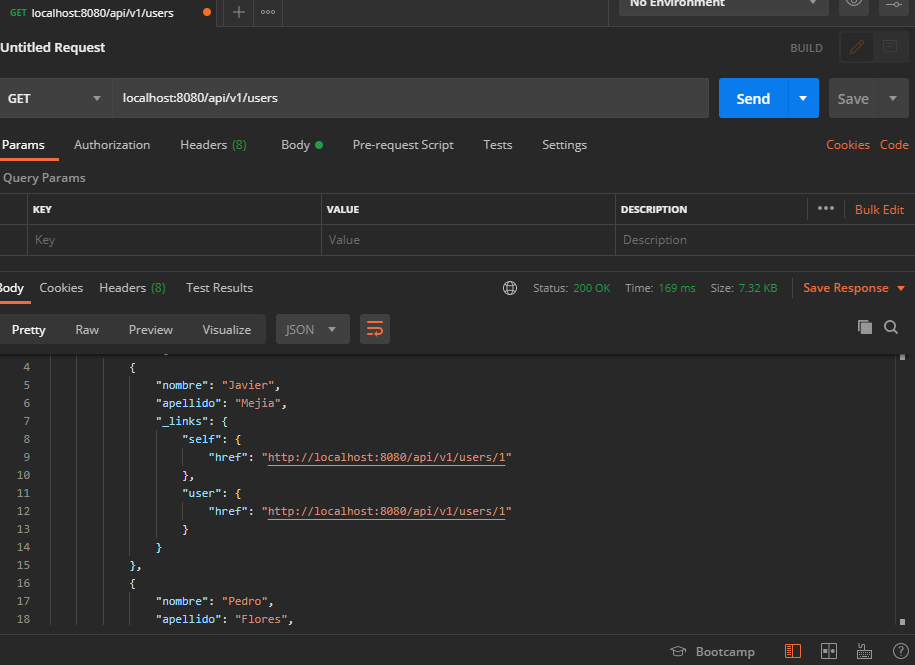 GET localhost:8080/api/v1/users
No Environment
Untitled Request
BUILD
GET localhost:8080/api/v1/users Send Save
Params Authorization Headers (8) Body Pre-request Script Tests Settings Cookies Code
Query Params
KEY VALUE DESCRIPTION Bulk Edit
Key Value Description
Body Cookies Headers (8) Test Results Status: 200 OK Time: 169 ms Size: 7.32 KB Save Response
Pretty Raw Preview Visualize JSON
4 {
5 "nombre": "Javier",
6 "apellido": "Mejia",
7 "_links": {
8 "self": {
9 "href": "http://localhost:8080/api/v1/users/1"
10 },
11 "user": {
12 "href": "http://localhost:8080/api/v1/users/1"
13 }
14 }
15 },
16 {
17 "nombre": "Pedro",
18 "apellido": "Flores",
Bootcamp